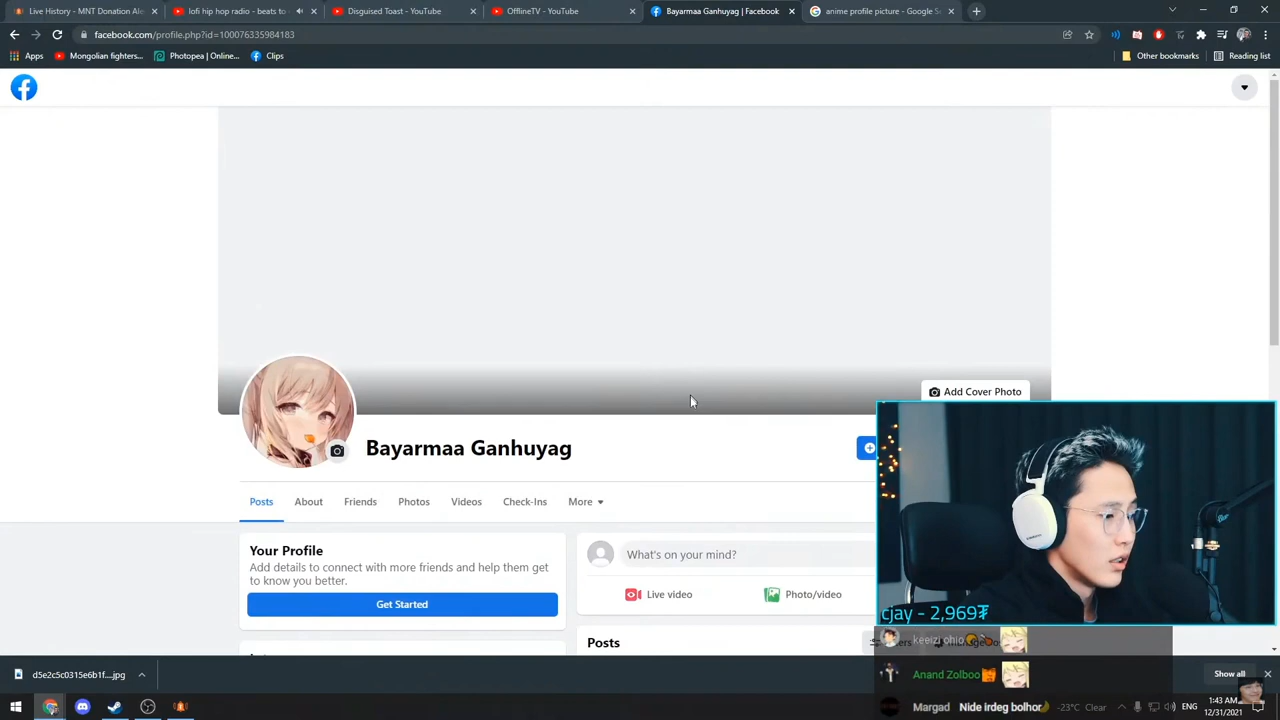 Live History - MNT Donation Ale
lofi hip hop radio - beats to
Disguised Toast - YouTube
OfflineTV - YouTube
Bayarmaa Ganhuyag | Facebook
anime profile picture - Google Se
facebook.com/profile.php?id=100076335984183
Apps
Mongolian fighters...
Photopea | Online...
Clips
Other bookmarks
Reading list
Add Cover Photo
Bayarmaa Ganhuyag
Posts
About
Friends
Photos
Videos
Check-Ins
More
Your Profile
Add details to connect with more friends and help them get
to know you better.
Get Started
What's on your mind?
Live video
Photo/video
Posts
cjay - 2,969₮
keeizi ohio
Anand Zolboo
Margad Nide irdeg bolhor
d5e2c5c0315e6b1f....jpg
Show all
-23°C Clear
ENG
1:43 AM
12/31/2021